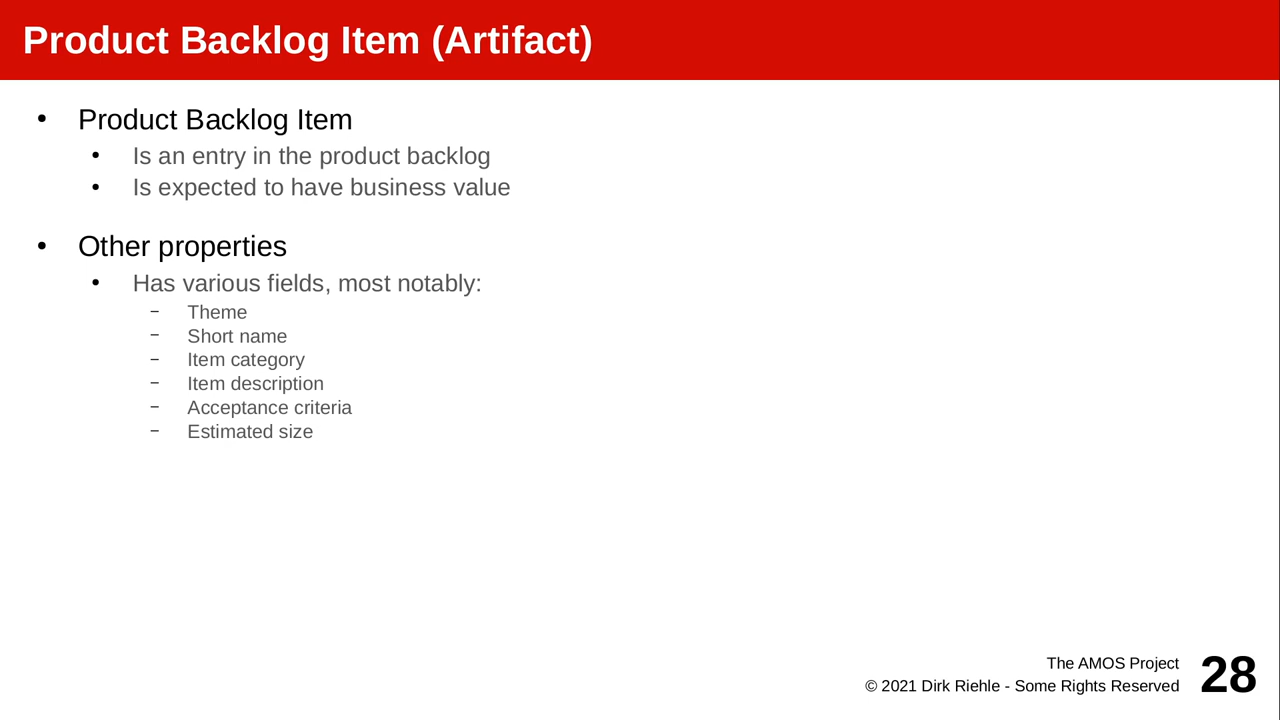 Product Backlog Item (Artifact)
• Product Backlog Item
• Is an entry in the product backlog
• Is expected to have business value
• Other properties
• Has various fields, most notably:
– Theme
– Short name
– Item category
– Item description
– Acceptance criteria
– Estimated size
The AMOS Project
© 2021 Dirk Riehle - Some Rights Reserved
28